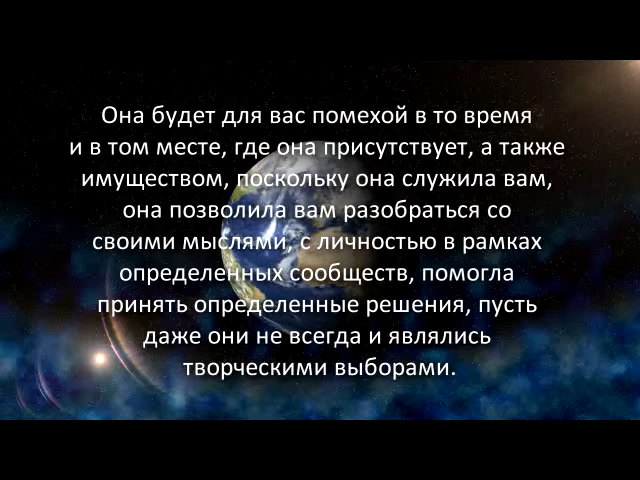 Она будет для вас помехой в то время
и в том месте, где она присутствует, а также
имуществом, поскольку она служила вам,
она позволила вам разобраться со
своими мыслями, с личностью в рамках
определенных сообществ, помогла
принять определенные решения, пусть
даже они не всегда и являлись
творческими выборами.